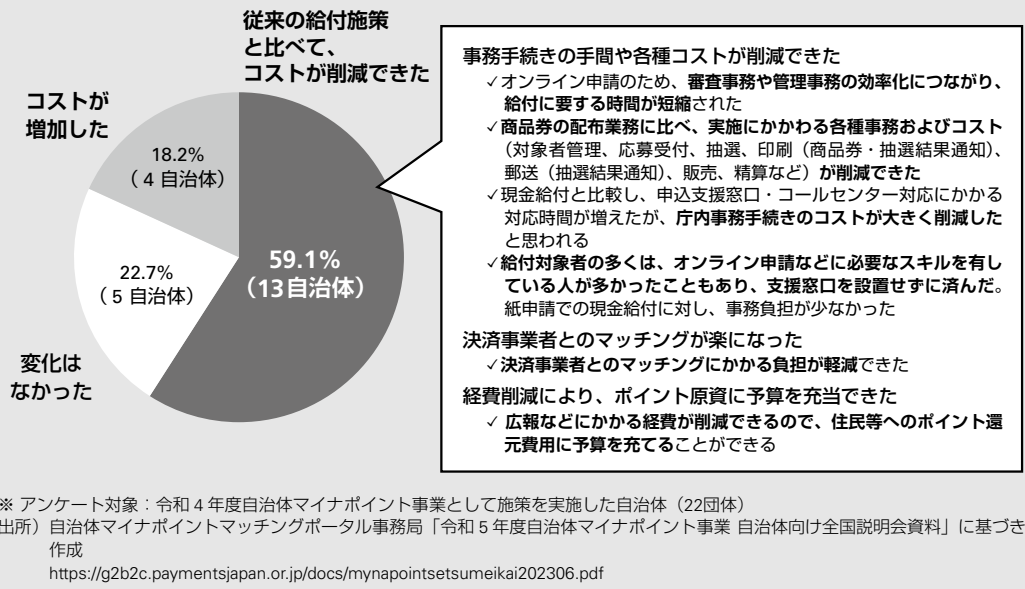 従来の給付施策
と比べて、
コストが削減できた
コストが
増加した
18.2%
（4自治体）
59.1%
（13自治体）
22.7%
（5自治体）
変化は
なかった
事務手続きの手間や各種コストが削減できた
✓オンライン申請のため、審査事務や管理事務の効率化につながり、
給付に要する時間が短縮された
✓商品券の配布業務に比べ、実施にかかわる各種事務およびコスト
（対象者管理、応募受付、抽選、印刷（商品券・抽選結果通知）、
郵送（抽選結果通知）、販売、精算など）が削減できた
✓現金給付と比較し、申込支援窓口・コールセンター対応にかかる
対応時間が増えたが、庁内事務手続きのコストが大きく削減した
と思われる
✓給付対象者の多くは、オンライン申請などに必要なスキルを有し
ている人が多かったこともあり、支援窓口を設置せずに済んだ。
紙申請での現金給付に対し、事務負担が少なかった
決済事業者とのマッチングが楽になった
✓決済事業者とのマッチングにかかる負担が軽減できた
経費削減により、ポイント原資に予算を充当できた
✓ 広報などにかかる経費が削減できるので、住民等へのポイント還
元費用に予算を充てることができる
※ アンケート対象：令和4年度自治体マイナポイント事業として施策を実施した自治体（22団体）
出所）自治体マイナポイントマッチングポータル事務局「令和5年度自治体マイナポイント事業 自治体向け全国説明会資料」に基づき
作成
https://g2b2c.paymentsjapan.or.jp/docs/mynapointsetsumeikai202306.pdf